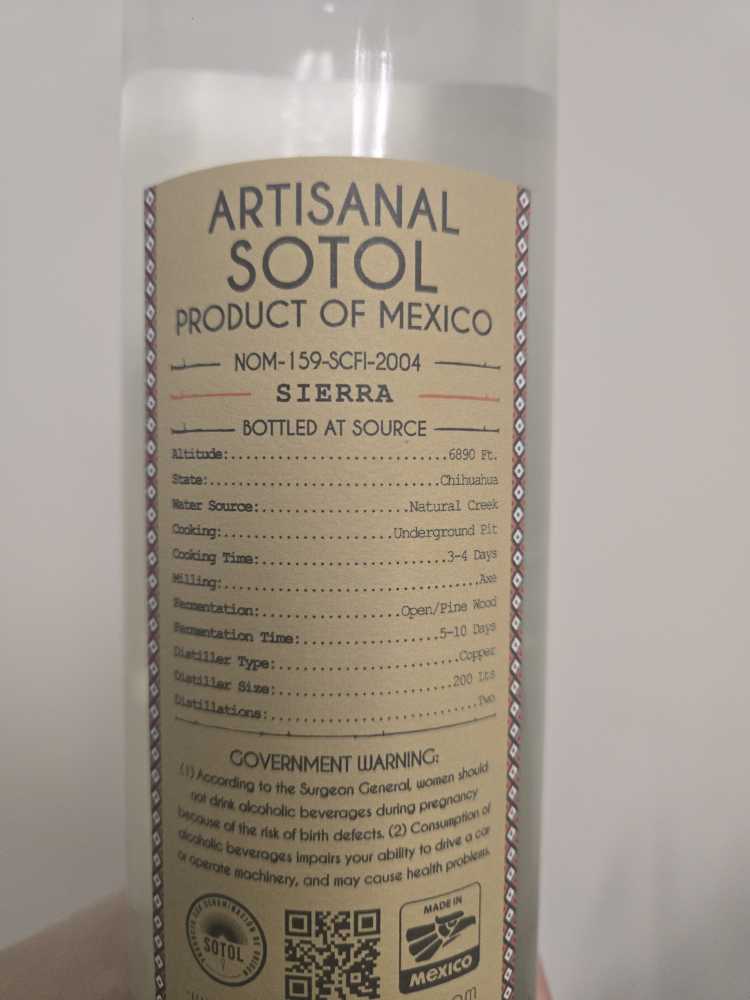 ARTISANAL
SOTOL
PRODUCT OF MEXICO
NOM-159-SCFI-2004
SIERRA
BOTTLED AT SOURCE
Altitude:............................6890 Ft.
State:..............................Chihuahua
Water Source:...................Natural Creek
Cooking:......................Underground Pit
Cooking Time:........................3-4 Days
Milling:.................................Axe
Fermentation:..................Open/Pine Wood
Fermentation Time:..................5-10 Days
Distiller Type:.......................Copper
Distiller Size:.......................200 Lts
Distillations:...........................Two
GOVERNMENT WARNING:
(1) According to the Surgeon General, women should
not drink alcoholic beverages during pregnancy
because of the risk of birth defects. (2) Consumption of
alcoholic beverages impairs your ability to drive a car
or operate machinery, and may cause health problems.
DENOMINACIÓN DE ORIGEN
SOTOL
MADE IN
MEXICO